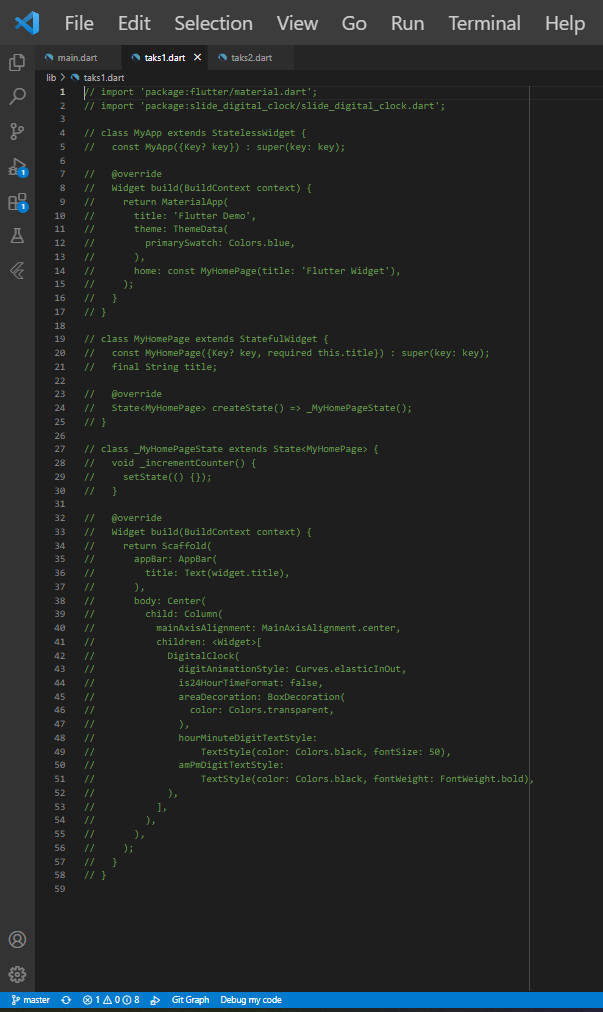 File Edit Selection View Go Run Terminal Help
main.dart taks1.dart taks2.dart
lib > taks1.dart
1 // import 'package:flutter/material.dart';
2 // import 'package:slide_digital_clock/slide_digital_clock.dart';
3
4 // class MyApp extends StatelessWidget {
5 //   const MyApp({Key? key}) : super(key: key);
6
7 //   @override
8 //   Widget build(BuildContext context) {
9 //     return MaterialApp(
10 //       title: 'Flutter Demo',
11 //       theme: ThemeData(
12 //         primarySwatch: Colors.blue,
13 //       ),
14 //       home: const MyHomePage(title: 'Flutter Widget'),
15 //     );
16 //   }
17 // }
18
19 // class MyHomePage extends StatefulWidget {
20 //   const MyHomePage({Key? key, required this.title}) : super(key: key);
21 //   final String title;
22
23 //   @override
24 //   State<MyHomePage> createState() => _MyHomePageState();
25 // }
26
27 // class _MyHomePageState extends State<MyHomePage> {
28 //   void _incrementCounter() {
29 //     setState(() {});
30 //   }
31
32 //   @override
33 //   Widget build(BuildContext context) {
34 //     return Scaffold(
35 //       appBar: AppBar(
36 //         title: Text(widget.title),
37 //       ),
38 //       body: Center(
39 //         child: Column(
40 //           mainAxisAlignment: MainAxisAlignment.center,
41 //           children: <Widget>[
42 //             DigitalClock(
43 //               digitAnimationStyle: Curves.elasticInOut,
44 //               is24HourTimeFormat: false,
45 //               areaDecoration: BoxDecoration(
46 //                 color: Colors.transparent,
47 //               ),
48 //               hourMinuteDigitTextStyle:
49 //                   TextStyle(color: Colors.black, fontSize: 50),
50 //               amPmDigitTextStyle:
51 //                   TextStyle(color: Colors.black, fontWeight: FontWeight.bold),
52 //             ),
53 //           ],
54 //         ),
55 //       ),
56 //     );
57 //   }
58 // }
59
1
1
master 1 0 8 Git Graph Debug my code